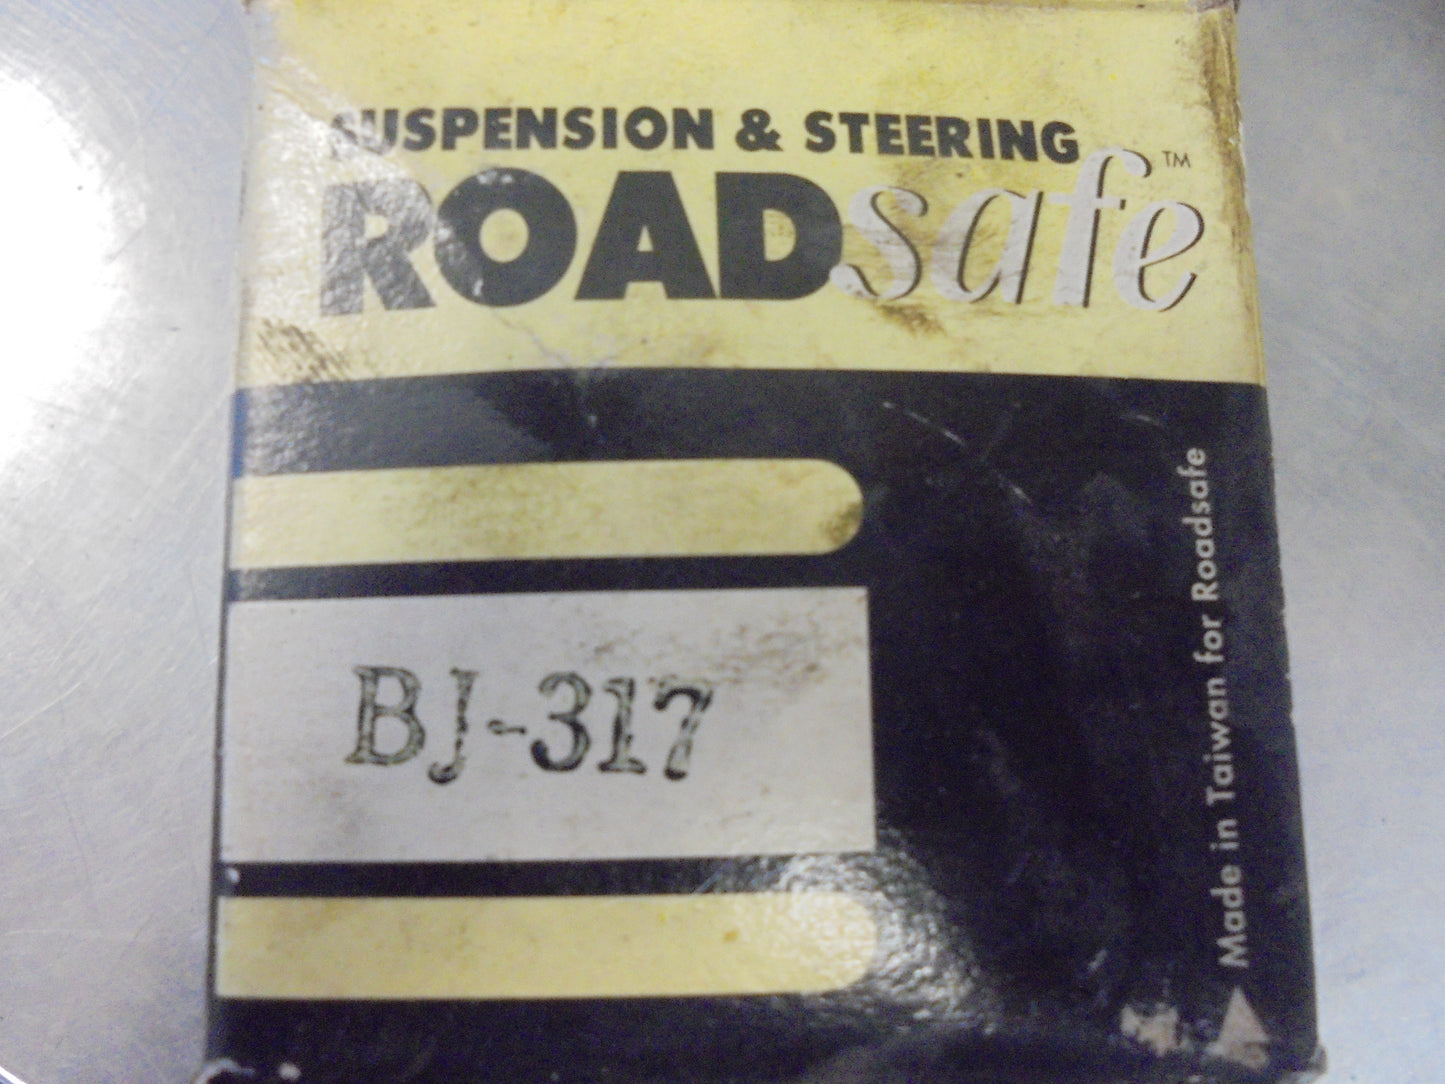 SUSPENSION & STEERING
ROADsafe™
BJ-317
Made in Taiwan for Roadsafe